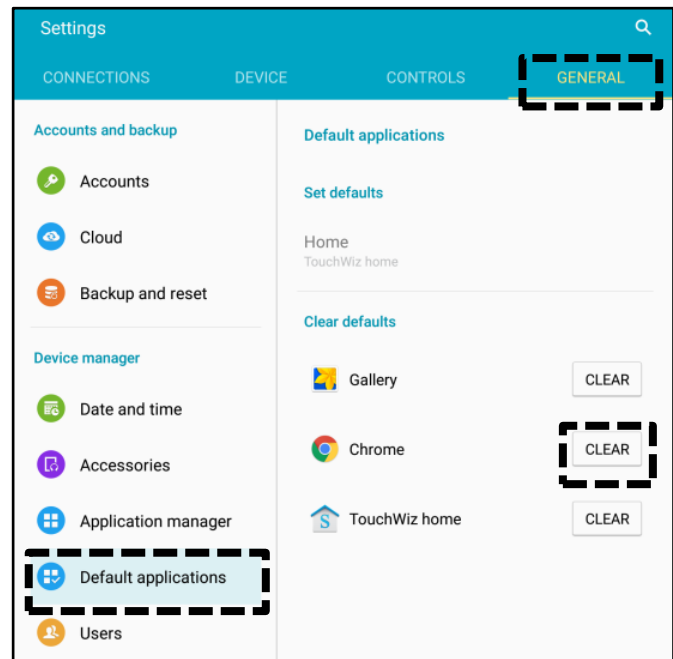 Settings
CONNECTIONS DEVICE CONTROLS GENERAL
Accounts and backup
Accounts
Cloud
Backup and reset
Device manager
Date and time
Accessories
Application manager
Default applications
Users
Default applications
Set defaults
Home
TouchWiz home
Clear defaults
Gallery CLEAR
Chrome CLEAR
S TouchWiz home CLEAR